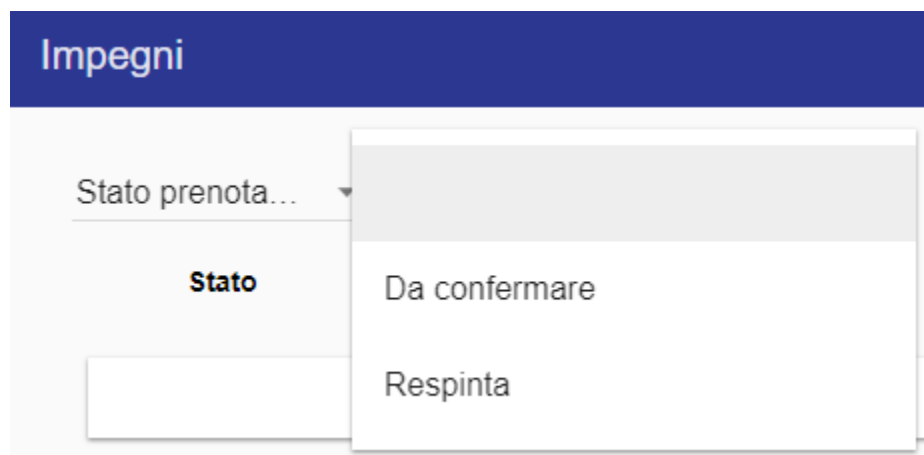 Impegni
Stato prenota...
Stato
Da confermare
Respinta